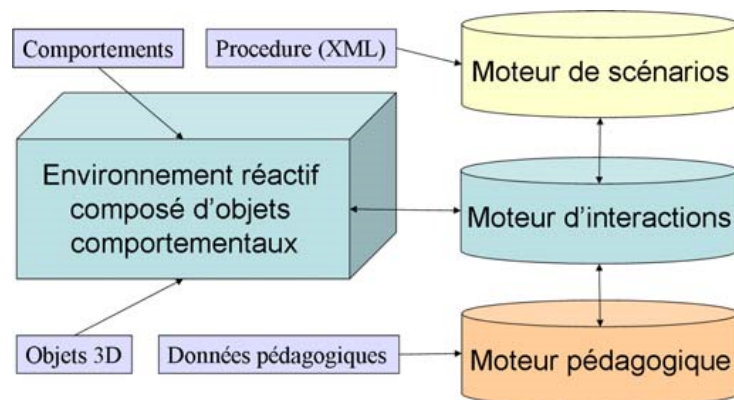 Comportements
Procedure (XML)
Moteur de scénarios
Environnement réactif
composé d'objets
comportementaux
Moteur d'interactions
Objets 3D
Données pédagogiques
Moteur pédagogique